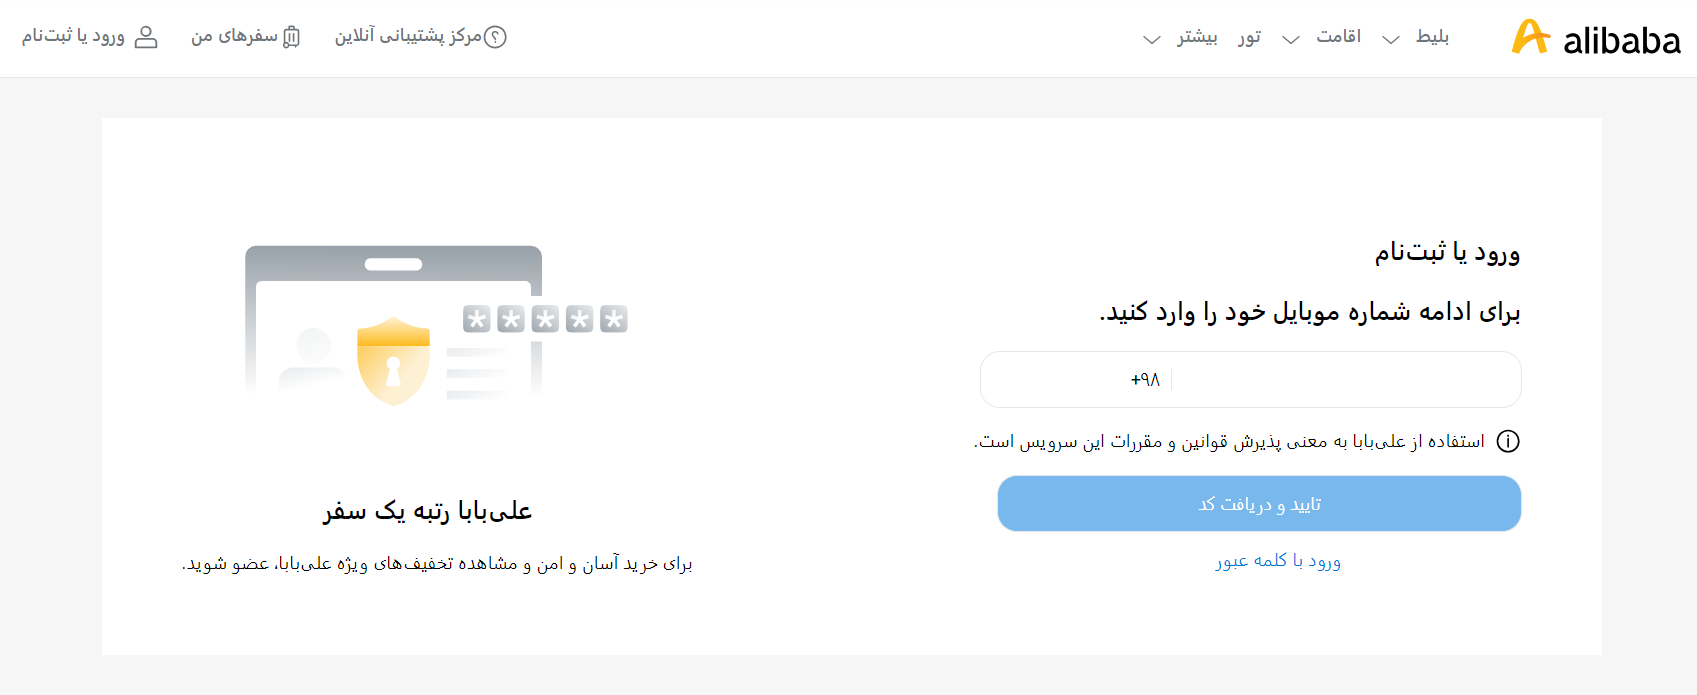 alibaba
بلیط
اقامت
تور
بیشتر
مرکز پشتیبانی آنلاین
سفرهای من
ورود یا ثبت‌نام
ورود یا ثبت‌نام
برای ادامه شماره موبایل خود را وارد کنید.
+۹۸
استفاده از علی‌بابا به معنی پذیرش قوانین و مقررات این سرویس است.
تایید و دریافت کد
ورود با کلمه عبور
*****
علی‌بابا رتبه یک سفر
برای خرید آسان و امن و مشاهده تخفیف‌های ویژه علی‌بابا، عضو شوید.